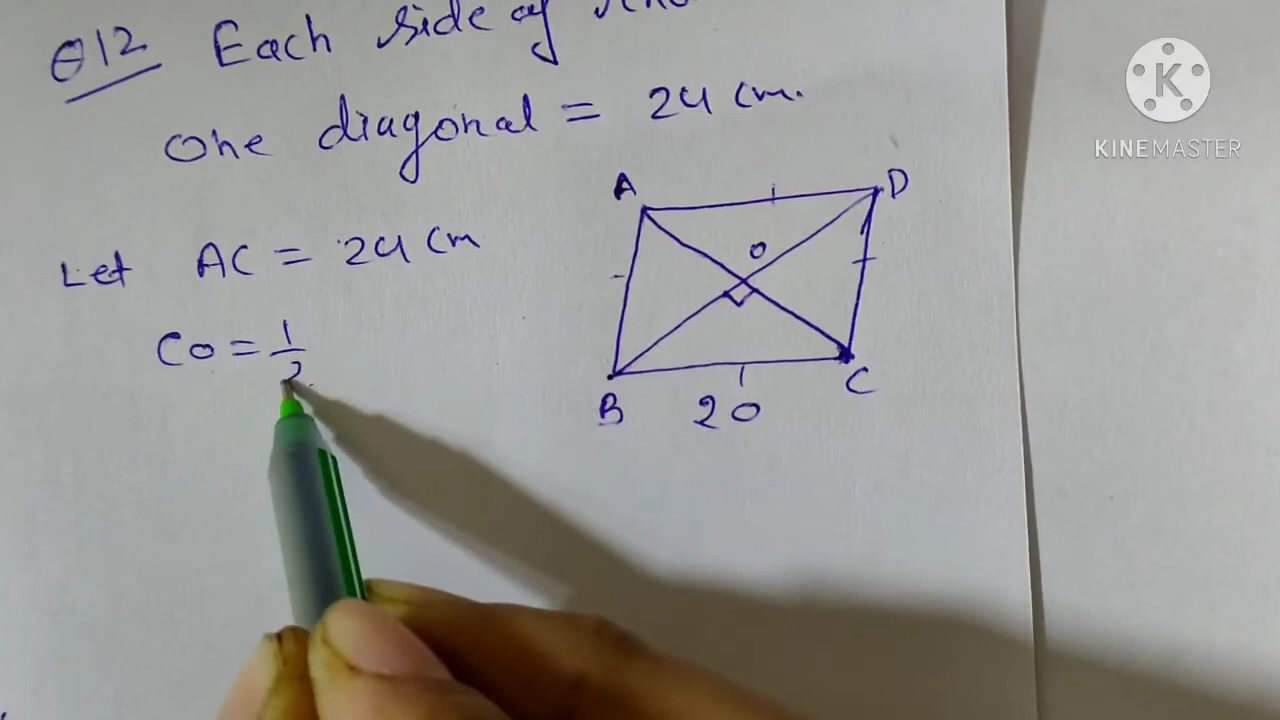 Q12 Each side of
One diagonal = 24 cm.
Let AC = 24 cm
CO = 1/2
A
D
O
B
20
C
K
KINEMASTER